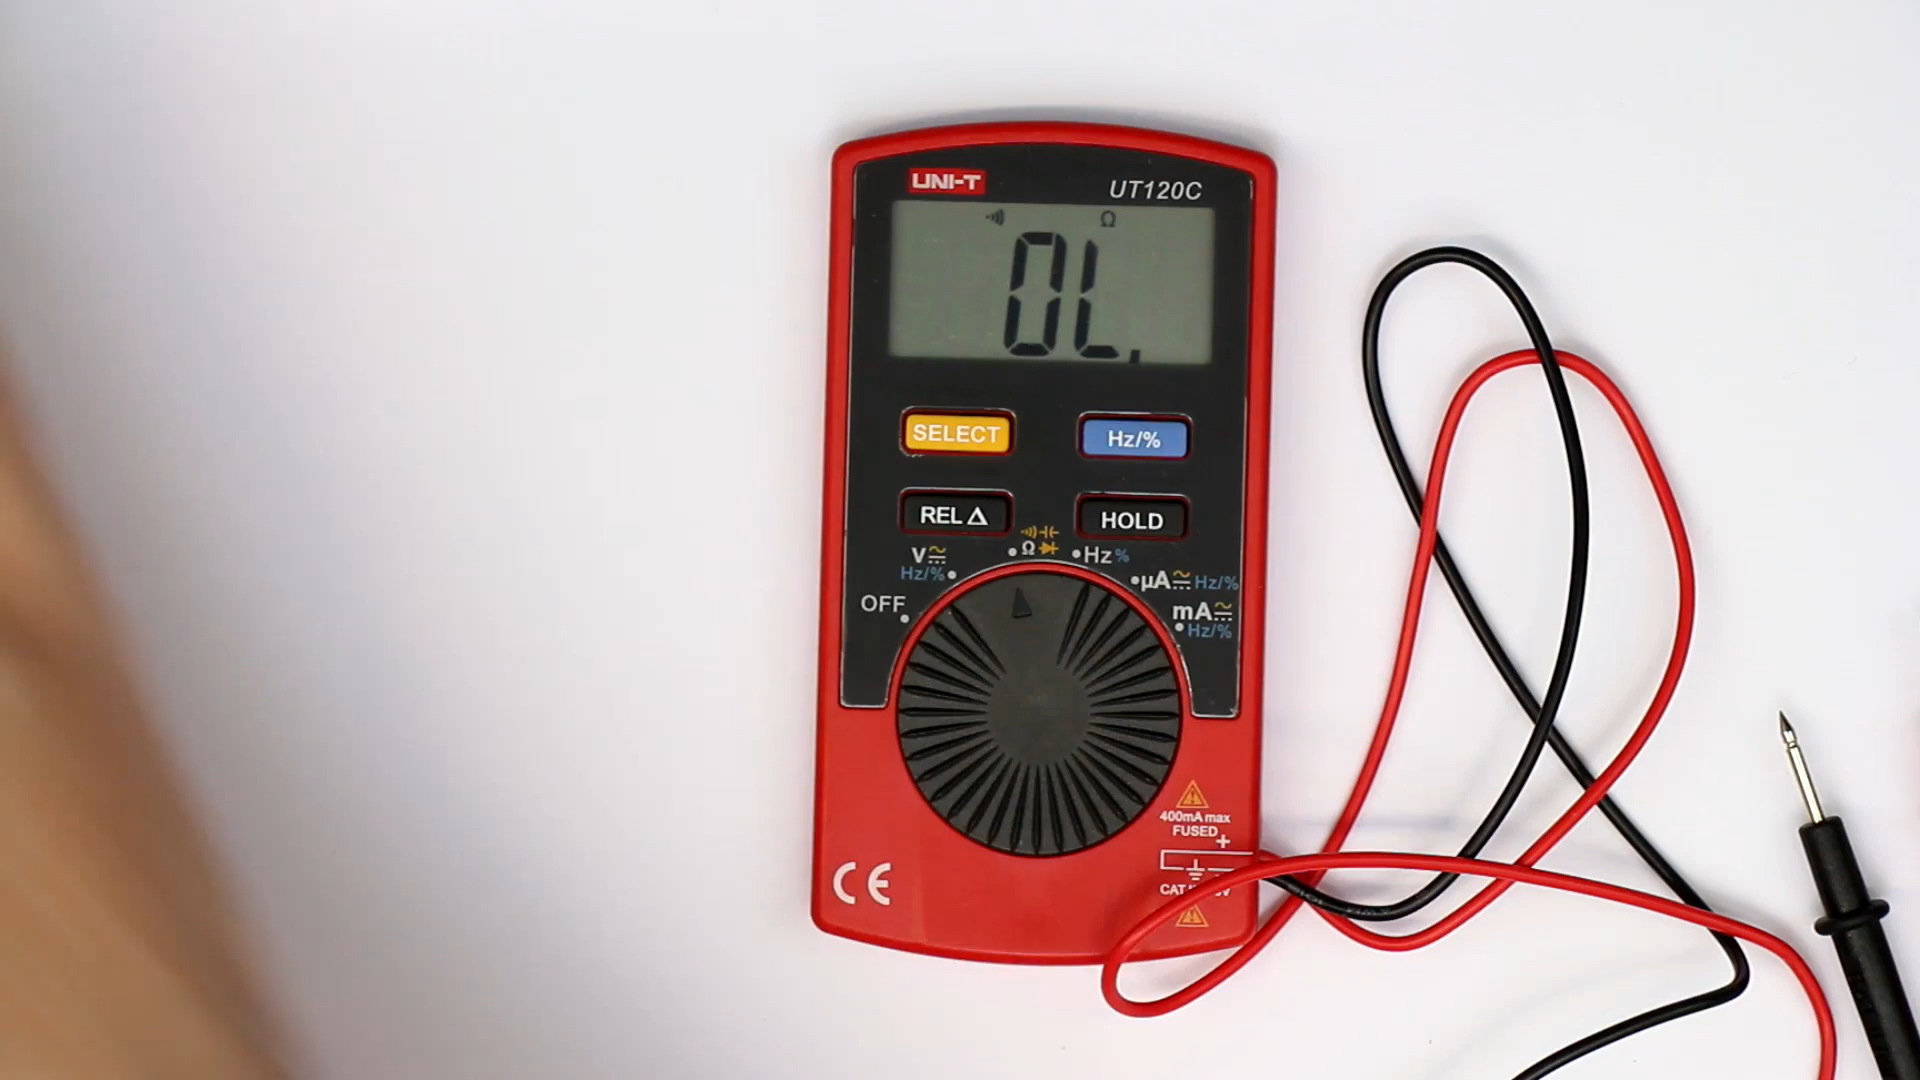 UNI-T
UT120C
Ω
OL.
SELECT
Hz/%
REL Δ
HOLD
V
Hz/%
Ω
Hz %
µA Hz/%
mA
Hz/%
OFF
400mA max
FUSED
+
CAT
CE